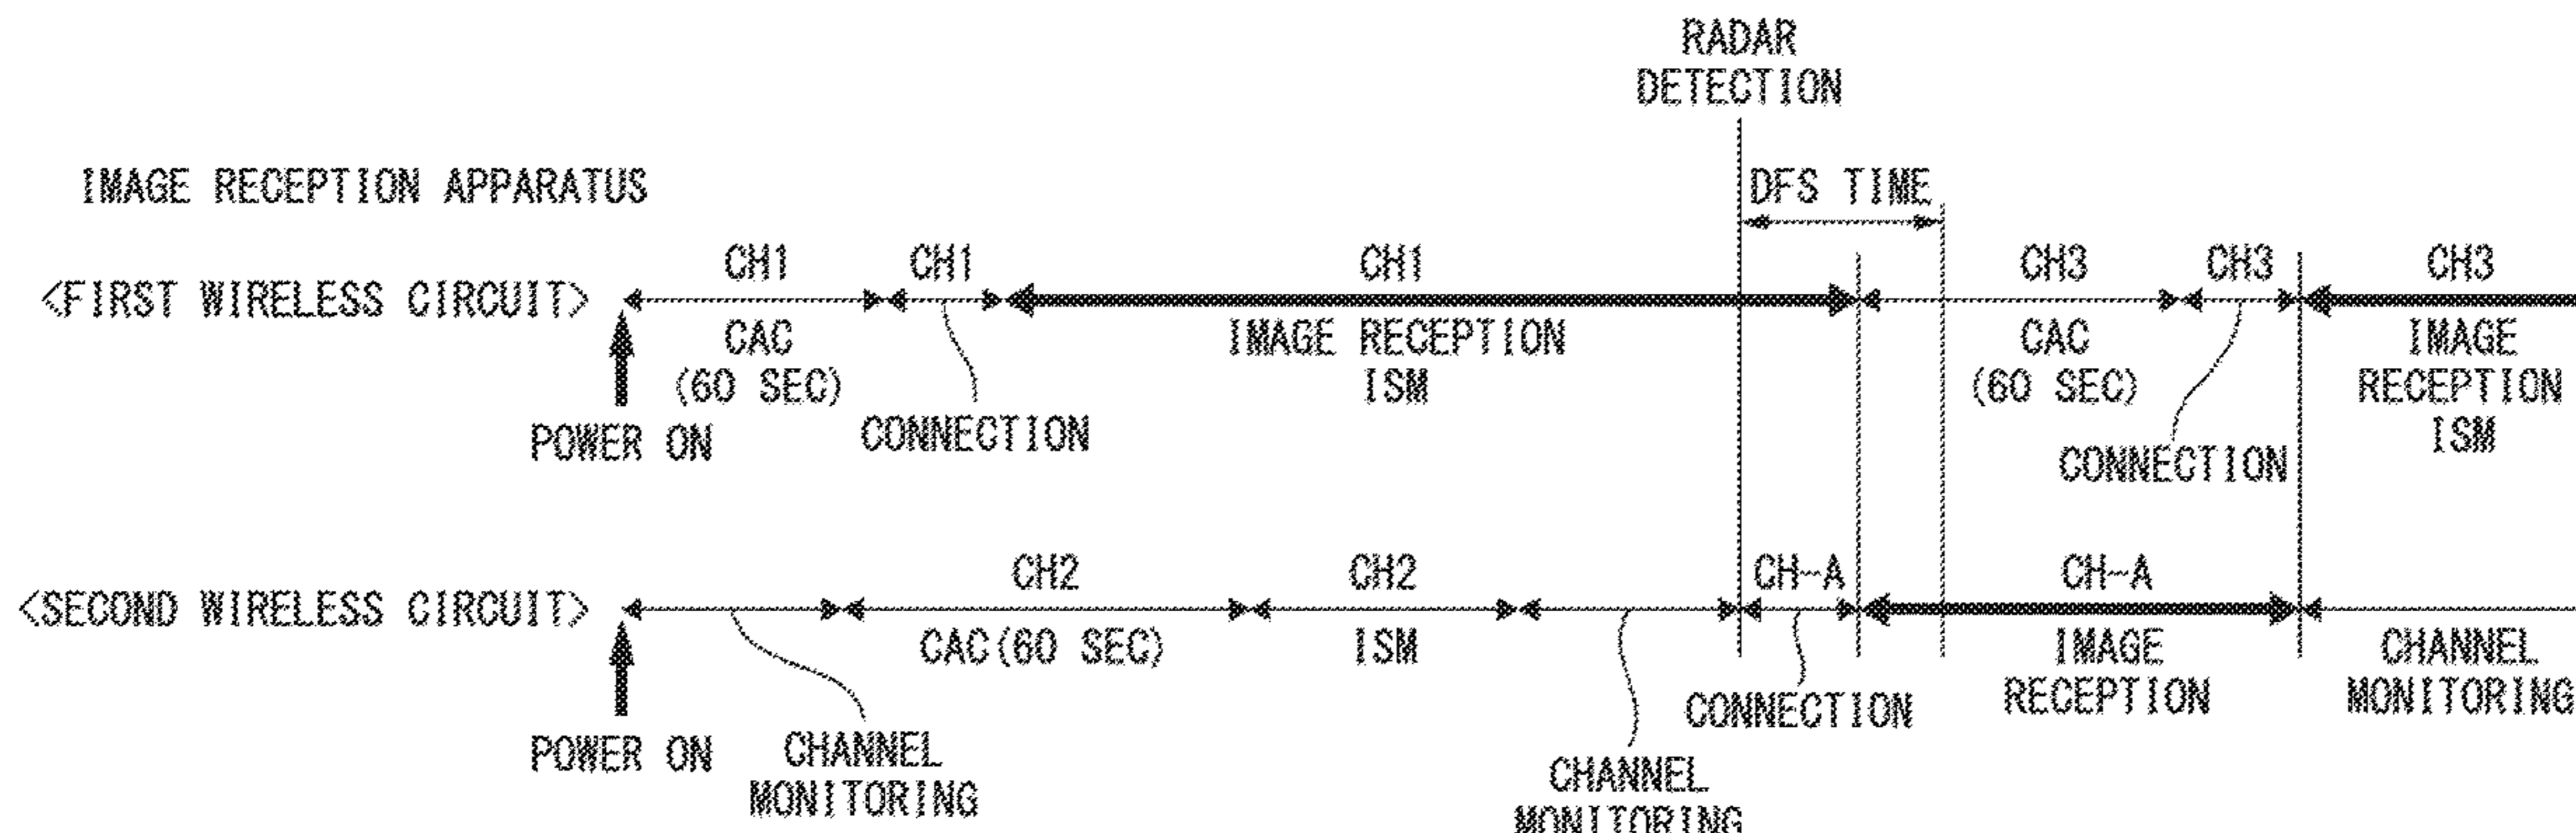 RADAR
DETECTION
IMAGE RECEPTION APPARATUS
DFS TIME
<FIRST WIRELESS CIRCUIT>
CH1
CH1
CH1
CH3
CH3
CH3
CAC
(60 SEC)
IMAGE RECEPTION
ISM
CAC
(60 SEC)
IMAGE
RECEPTION
ISM
POWER ON
CONNECTION
CONNECTION
<SECOND WIRELESS CIRCUIT>
CH2
CH2
CH-A
CH-A
CAC(60 SEC)
ISM
IMAGE
RECEPTION
CHANNEL
MONITORING
CONNECTION
POWER ON
CHANNEL
MONITORING
CHANNEL
MONITORING